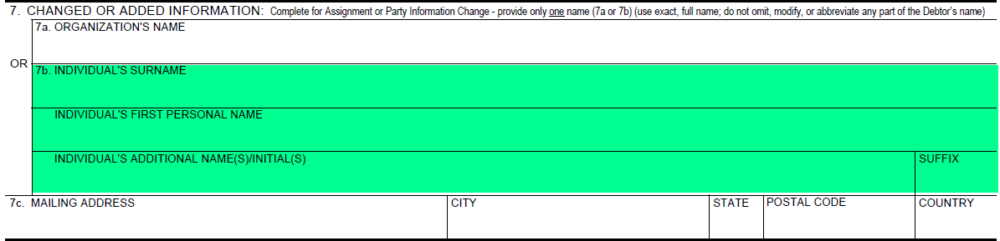 7. CHANGED OR ADDED INFORMATION: Complete for Assignment or Party Information Change - provide only one name (7a or 7b) (use exact, full name; do not omit, modify, or abbreviate any part of the Debtor's name)
7a. ORGANIZATION'S NAME
OR
7b. INDIVIDUAL'S SURNAME
INDIVIDUAL'S FIRST PERSONAL NAME
INDIVIDUAL'S ADDITIONAL NAME(S)/INITIAL(S) SUFFIX
7c. MAILING ADDRESS CITY STATE POSTAL CODE COUNTRY